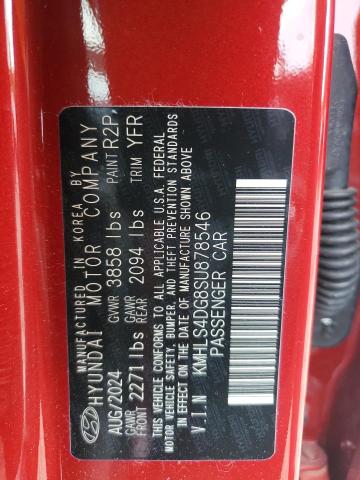 MANUFACTURED IN KOREA BY
HYUNDAI MOTOR COMPANY
AUG/2024 GVWR 3858 lbs PAINT R2P
GAWR FRONT 2271 lbs GAWR REAR 2094 lbs TRIM YFR
THIS VEHICLE CONFORMS TO ALL APPLICABLE U.S.A. FEDERAL
MOTOR VEHICLE SAFETY, BUMPER, AND THEFT PREVENTION STANDARDS
IN EFFECT ON THE DATE OF MANUFACTURE SHOWN ABOVE
V.I.N KMHLS4DG8SU878546
PASSENGER CAR